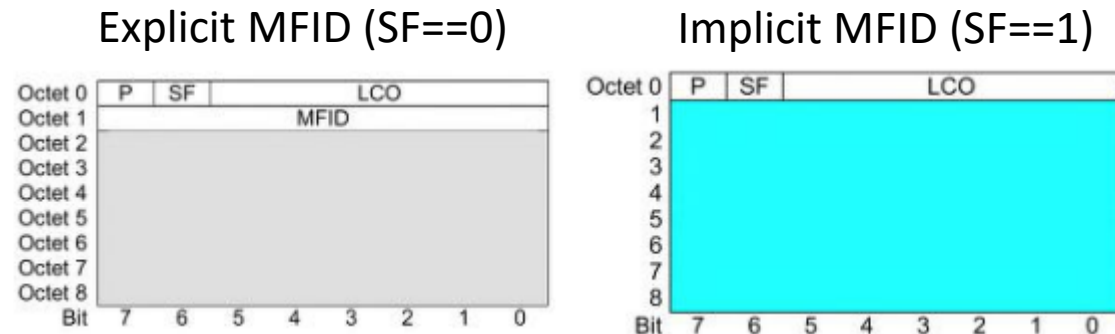 Explicit MFID (SF==0)
Octet 0 P SF LCO
Octet 1 MFID
Octet 2
Octet 3
Octet 4
Octet 5
Octet 6
Octet 7
Octet 8
Bit 7 6 5 4 3 2 1 0
Implicit MFID (SF==1)
Octet 0 P SF LCO
1
2
3
4
5
6
7
8
Bit 7 6 5 4 3 2 1 0